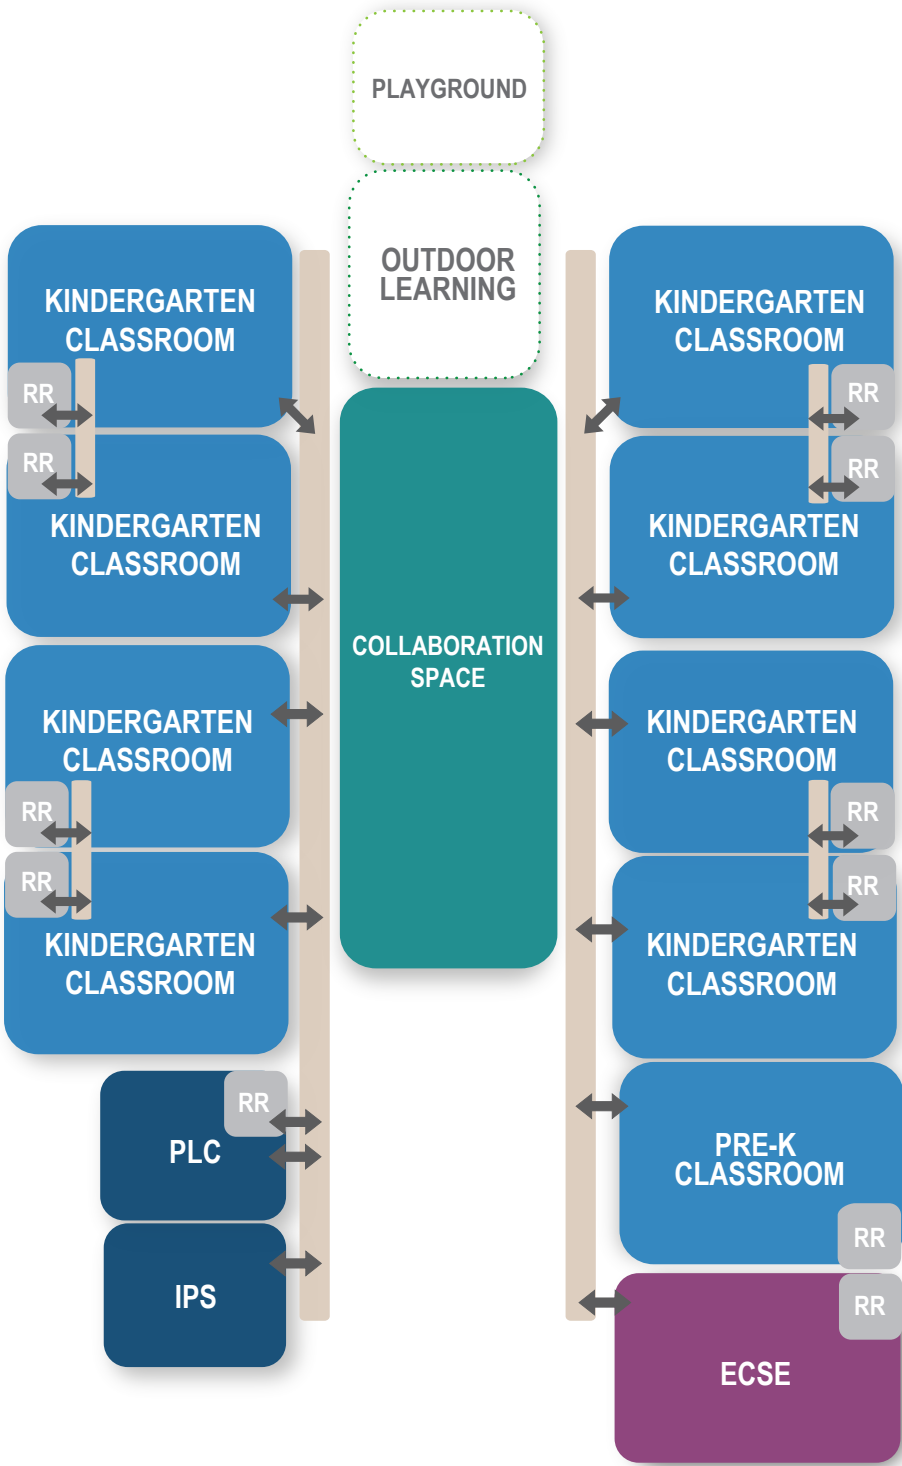 PLAYGROUND
OUTDOOR
LEARNING
KINDERGARTEN
CLASSROOM
RR
RR
KINDERGARTEN
CLASSROOM
KINDERGARTEN
CLASSROOM
RR
RR
KINDERGARTEN
CLASSROOM
RR
PLC
IPS
COLLABORATION
SPACE
KINDERGARTEN
CLASSROOM
RR
RR
KINDERGARTEN
CLASSROOM
KINDERGARTEN
CLASSROOM
RR
RR
KINDERGARTEN
CLASSROOM
PRE-K
CLASSROOM
RR
RR
ECSE